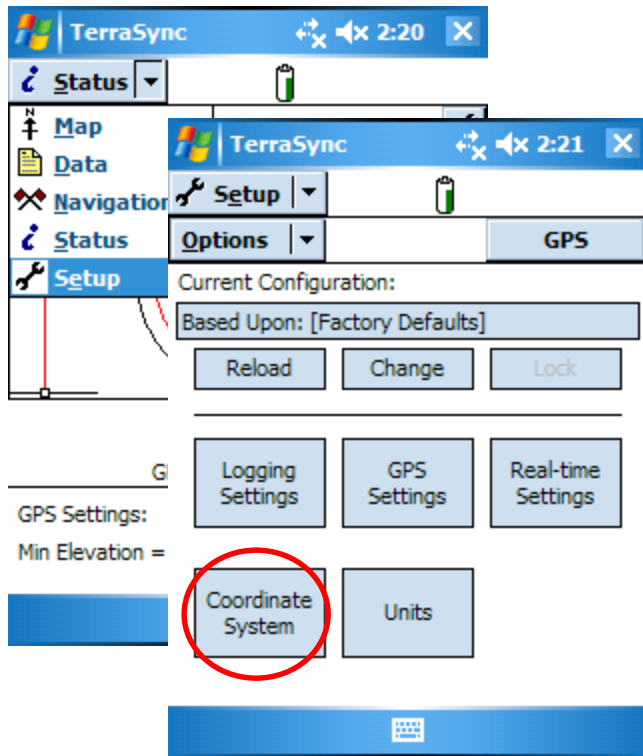 TerraSync 2:20
Status
N
Map
Data
Navigation
Status
Setup
GPS Settings:
Min Elevation =
TerraSync 2:21
Setup
Options GPS
Current Configuration:
Based Upon: [Factory Defaults]
Reload Change Lock
Logging Settings
GPS Settings
Real-time Settings
Coordinate System
Units